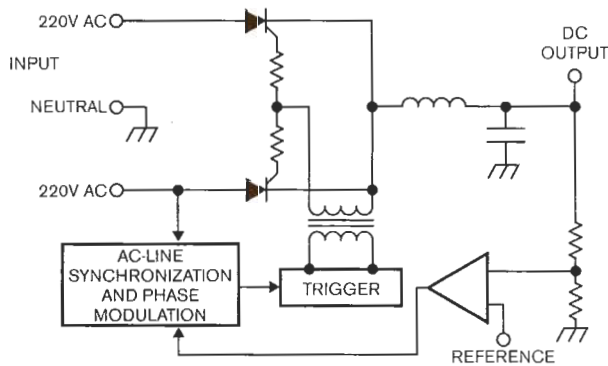 220V AC
DC
OUTPUT
INPUT
NEUTRAL
220V AC
AC-LINE
SYNCHRONIZATION
AND PHASE
MODULATION
TRIGGER
REFERENCE